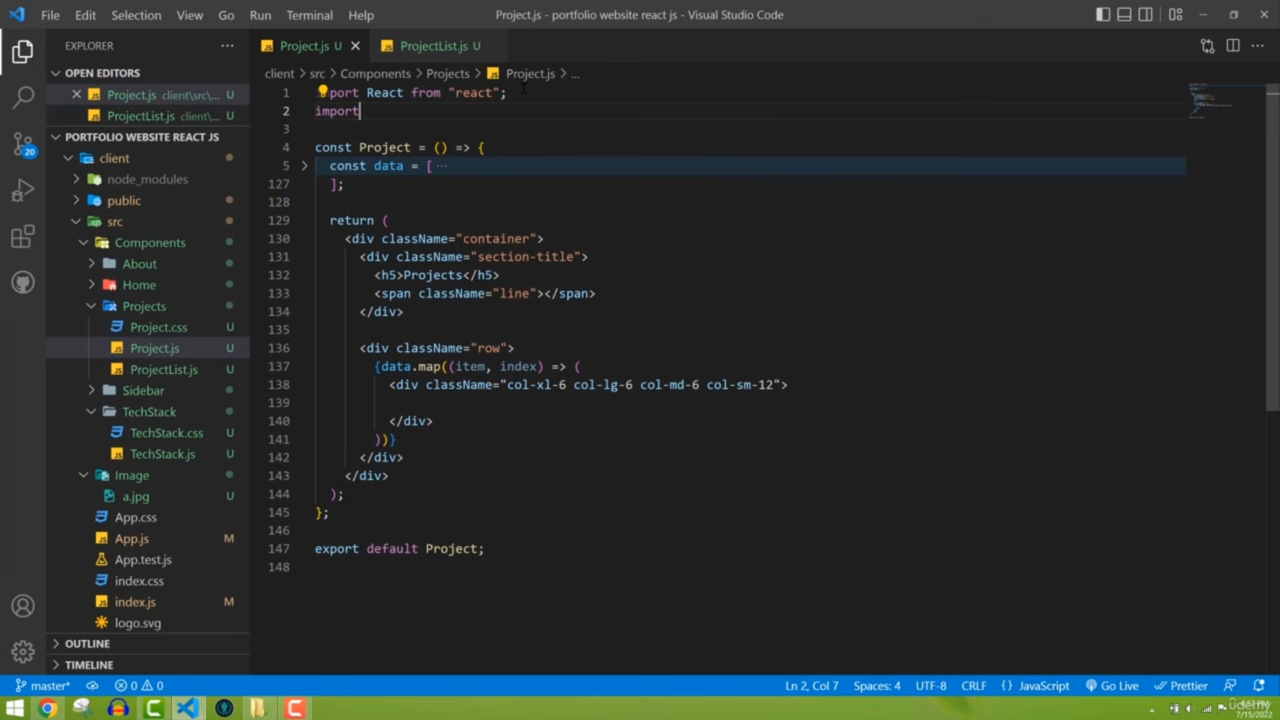 File Edit Selection View Go Run Terminal Help
Project.js - portfolio website react js - Visual Studio Code
EXPLORER
OPEN EDITORS
Project.js client\src\... U
ProjectList.js client\... U
PORTFOLIO WEBSITE REACT JS
client
node_modules
public
src
Components
About
Home
Projects
Project.css U
Project.js U
ProjectList.js U
Sidebar
TechStack
TechStack.css U
TechStack.js U
Image
a.jpg U
App.css
App.js M
App.test.js
index.css
index.js M
logo.svg
OUTLINE
TIMELINE
20
Project.js U
ProjectList.js U
client > src > Components > Projects > Project.js > ...
1 port React from "react";
2 import
3
4 const Project = () => {
5 const data = [ ...
127 ];
128
129 return (
130 <div className="container">
131 <div className="section-title">
132 <h5>Projects</h5>
133 <span className="line"></span>
134 </div>
135
136 <div className="row">
137 {data.map((item, index) => (
138 <div className="col-xl-6 col-lg-6 col-md-6 col-sm-12">
139
140 </div>
141 ))}
142 </div>
143 </div>
144 );
145 };
146
147 export default Project;
148
master* 0 0 Ln 2, Col 7 Spaces: 4 UTF-8 CRLF {} JavaScript Go Live Prettier
udemy
7/15/2022